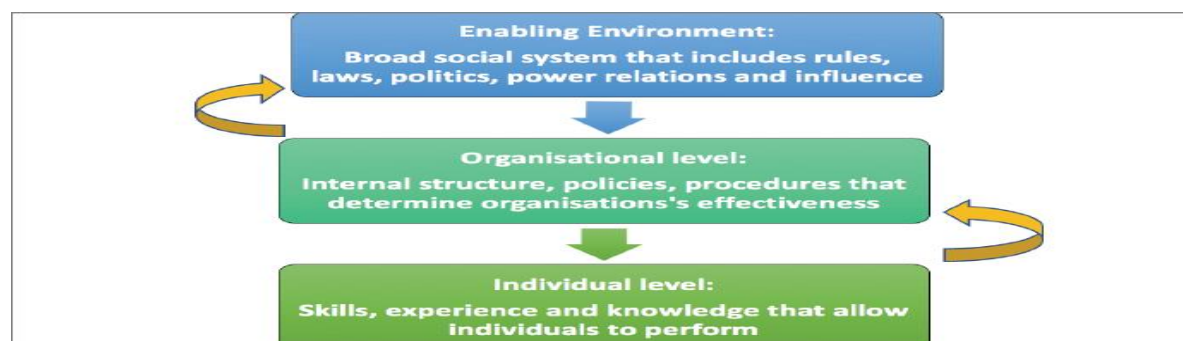 Enabling Environment:
Broad social system that includes rules,
laws, politics, power relations and influence
Organisational level:
Internal structure, policies, procedures that
determine organisations's effectiveness
Individual level:
Skills, experience and knowledge that allow
individuals to perform